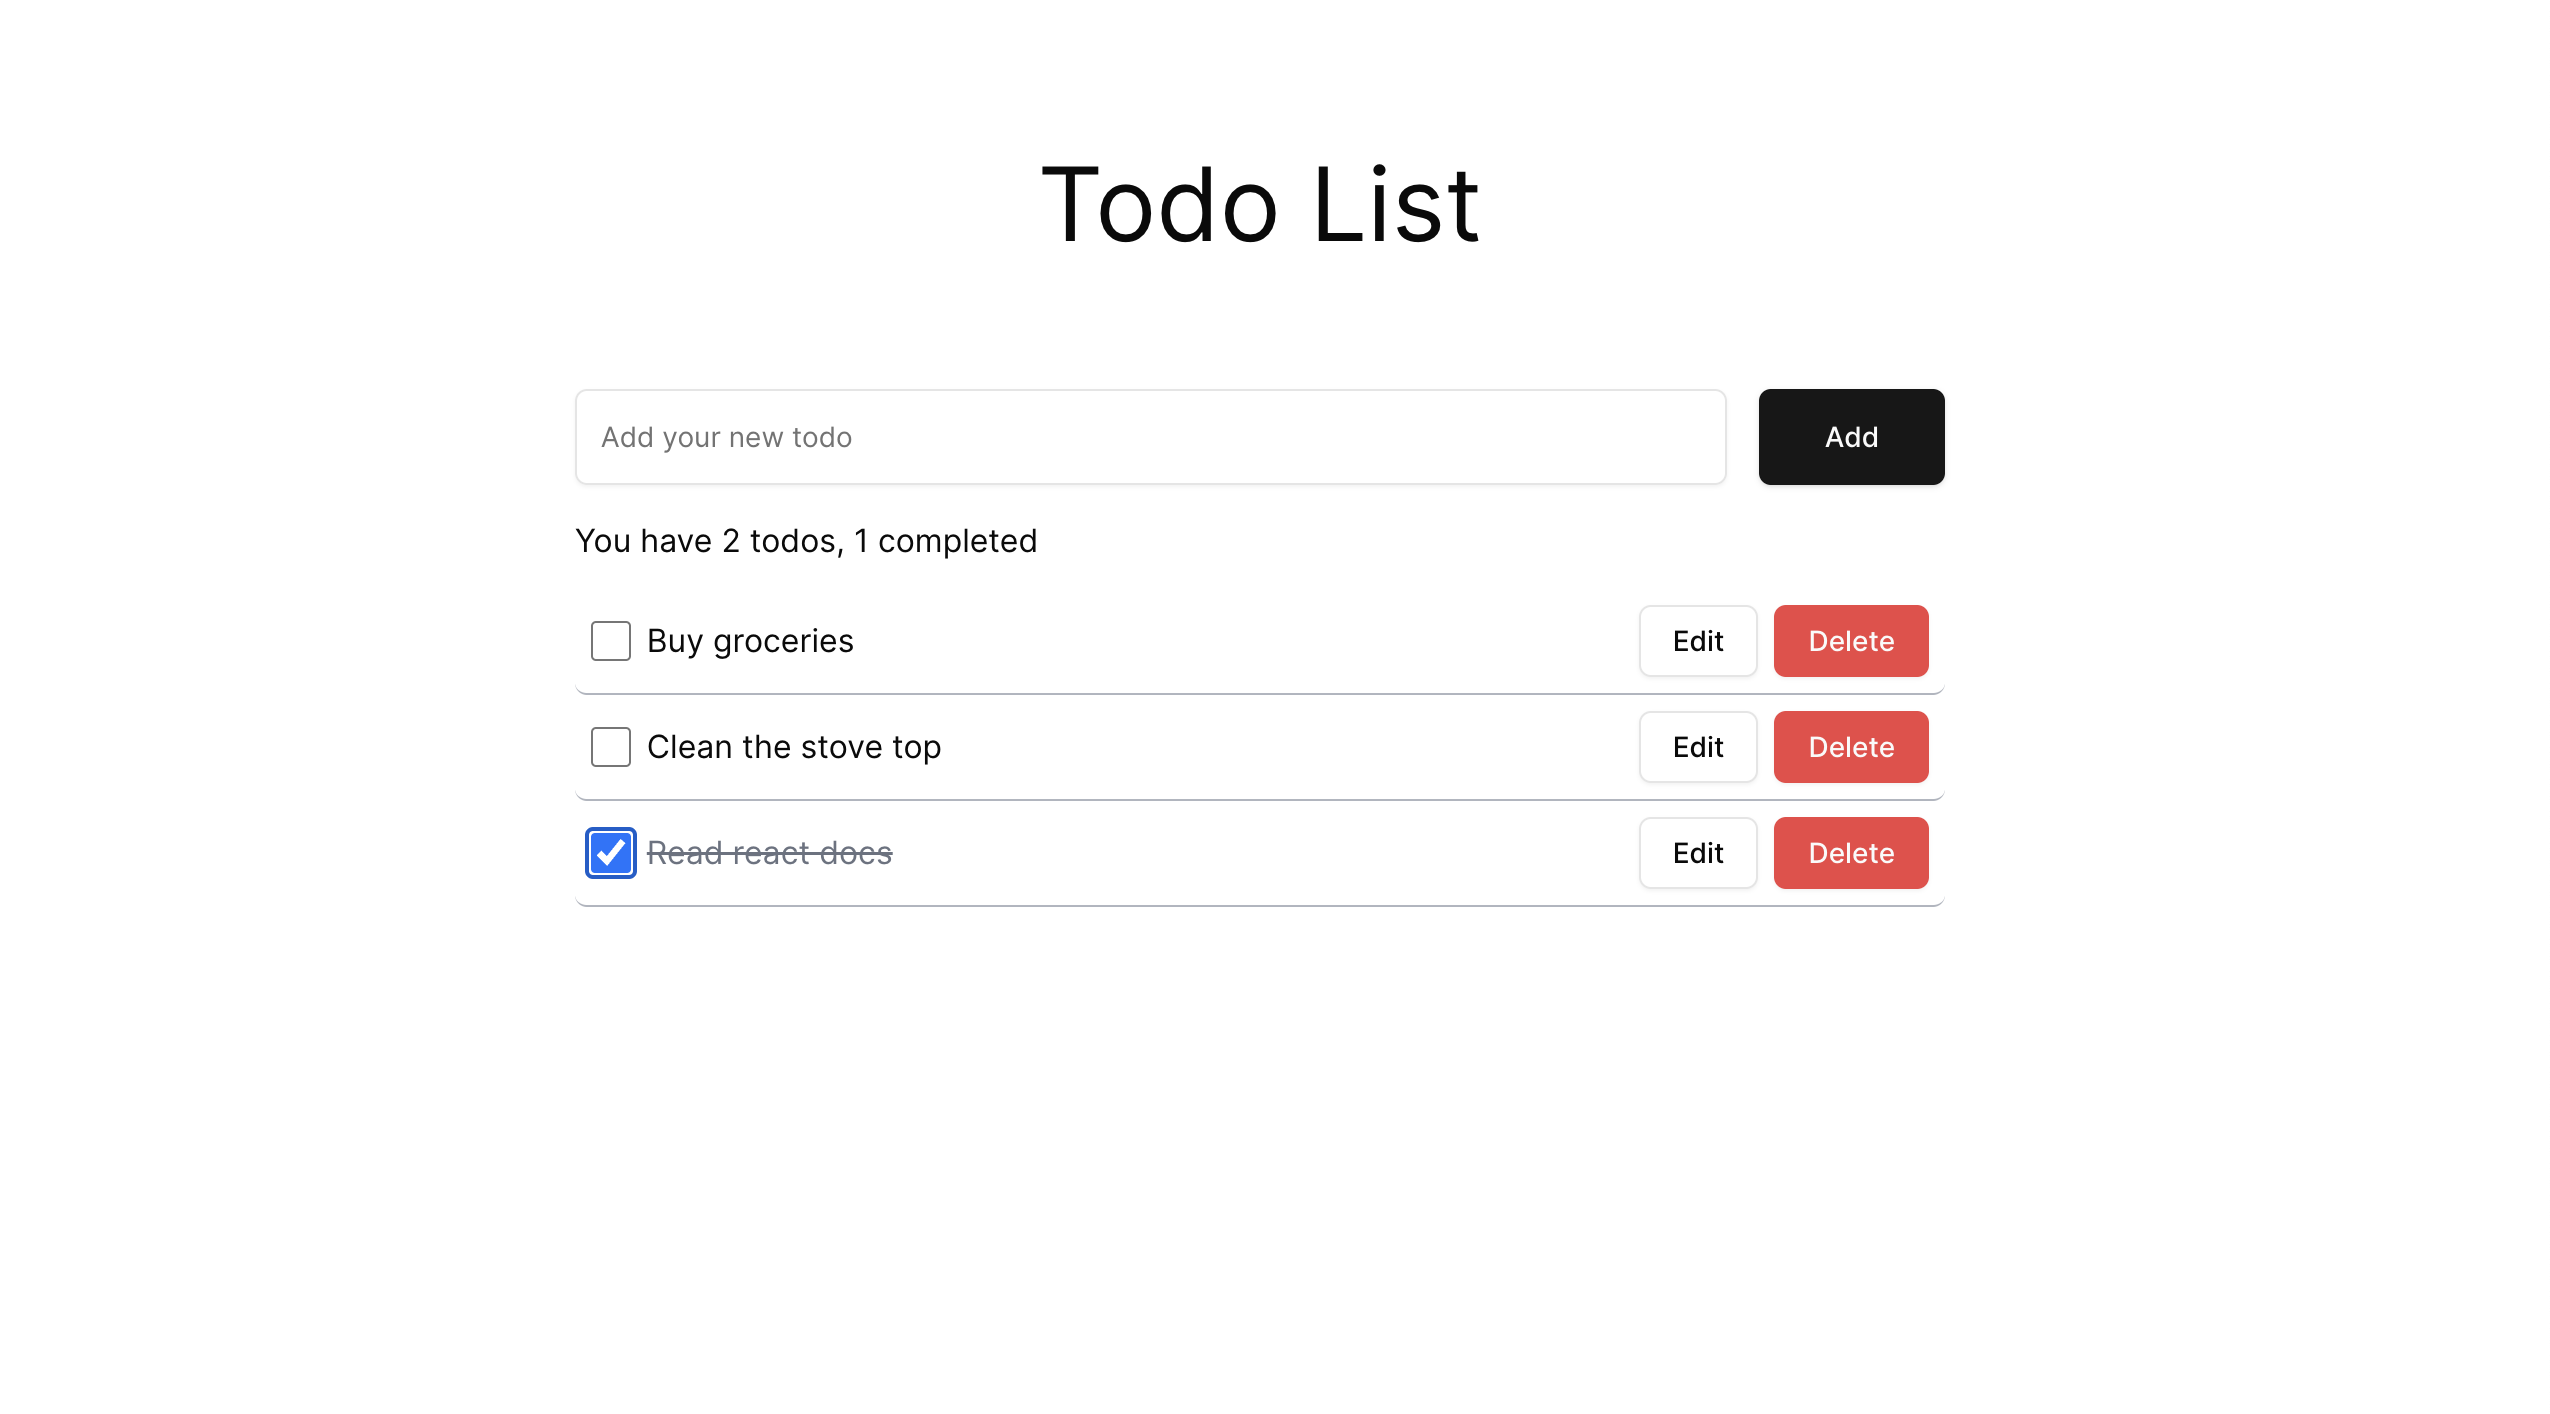 Todo List
Add your new todo Add
You have 2 todos, 1 completed
Buy groceries Edit Delete
Clean the stove top Edit Delete
Read react docs Edit Delete